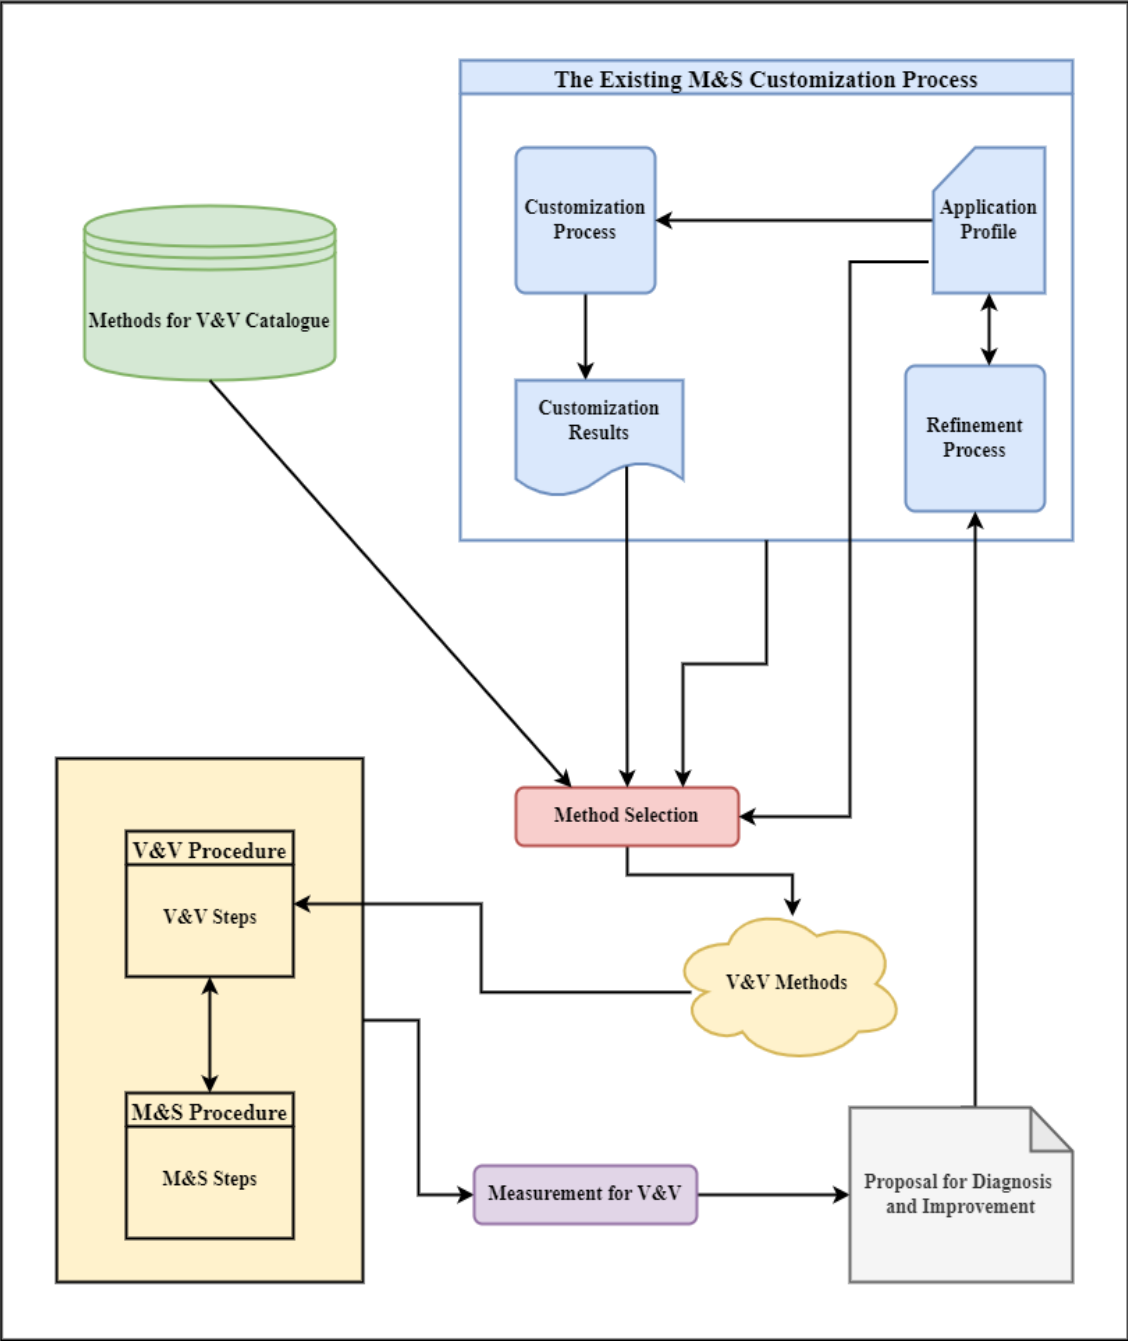 The Existing M&S Customization Process
Customization
Process
Application
Profile
Methods for V&V Catalogue
Customization
Results
Refinement
Process
Method Selection
V&V Procedure
V&V Steps
V&V Methods
M&S Procedure
M&S Steps
Measurement for V&V
Proposal for Diagnosis
and Improvement